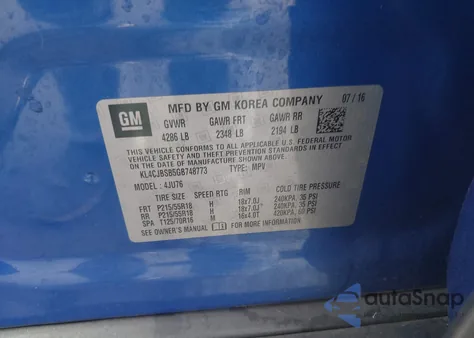 GM
MFD BY GM KOREA COMPANY 07/16
GVWR GAWR FRT GAWR RR
4286 LB 2348 LB 2194 LB
THIS VEHICLE CONFORMS TO ALL APPLICABLE U.S. FEDERAL MOTOR
VEHICLE SAFETY, BUMPER, AND THEFT PREVENTION STANDARDS
IN EFFECT ON THE DATE OF MANUFACTURE SHOWN ABOVE.
KL4CJBSB5GB748773 TYPE: MPV
MODEL: 4JU76
TIRE SIZE SPEED RTG RIM COLD TIRE PRESSURE
FRT P215/55R18 H 18x7.0J 240KPA, 35 PSI
RR P215/55R18 H 18x7.0J 240KPA, 35 PSI
SPA T125/70R16 M 16x4.0T 420KPA, 60 PSI
SEE OWNER'S MANUAL
autoSnap